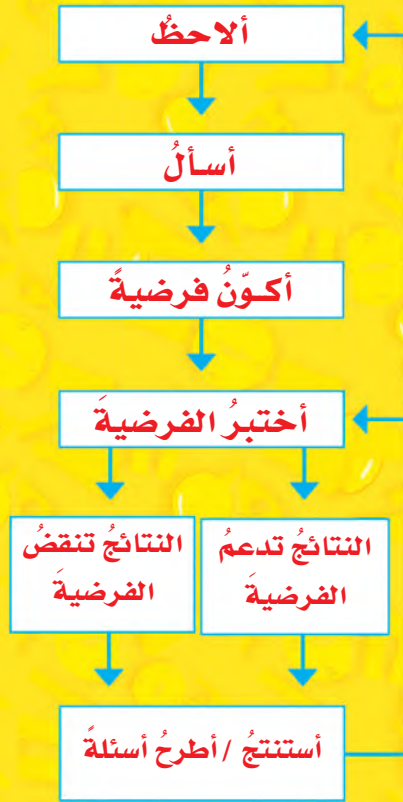 ألاحظُ
أسألُ
أكوّنُ فرضيةً
أختبرُ الفرضيةَ
النتائجُ تدعمُ
الفرضيةَ
النتائجُ تنقضُ
الفرضيةَ
أستنتجُ / أطرحُ أسئلةً